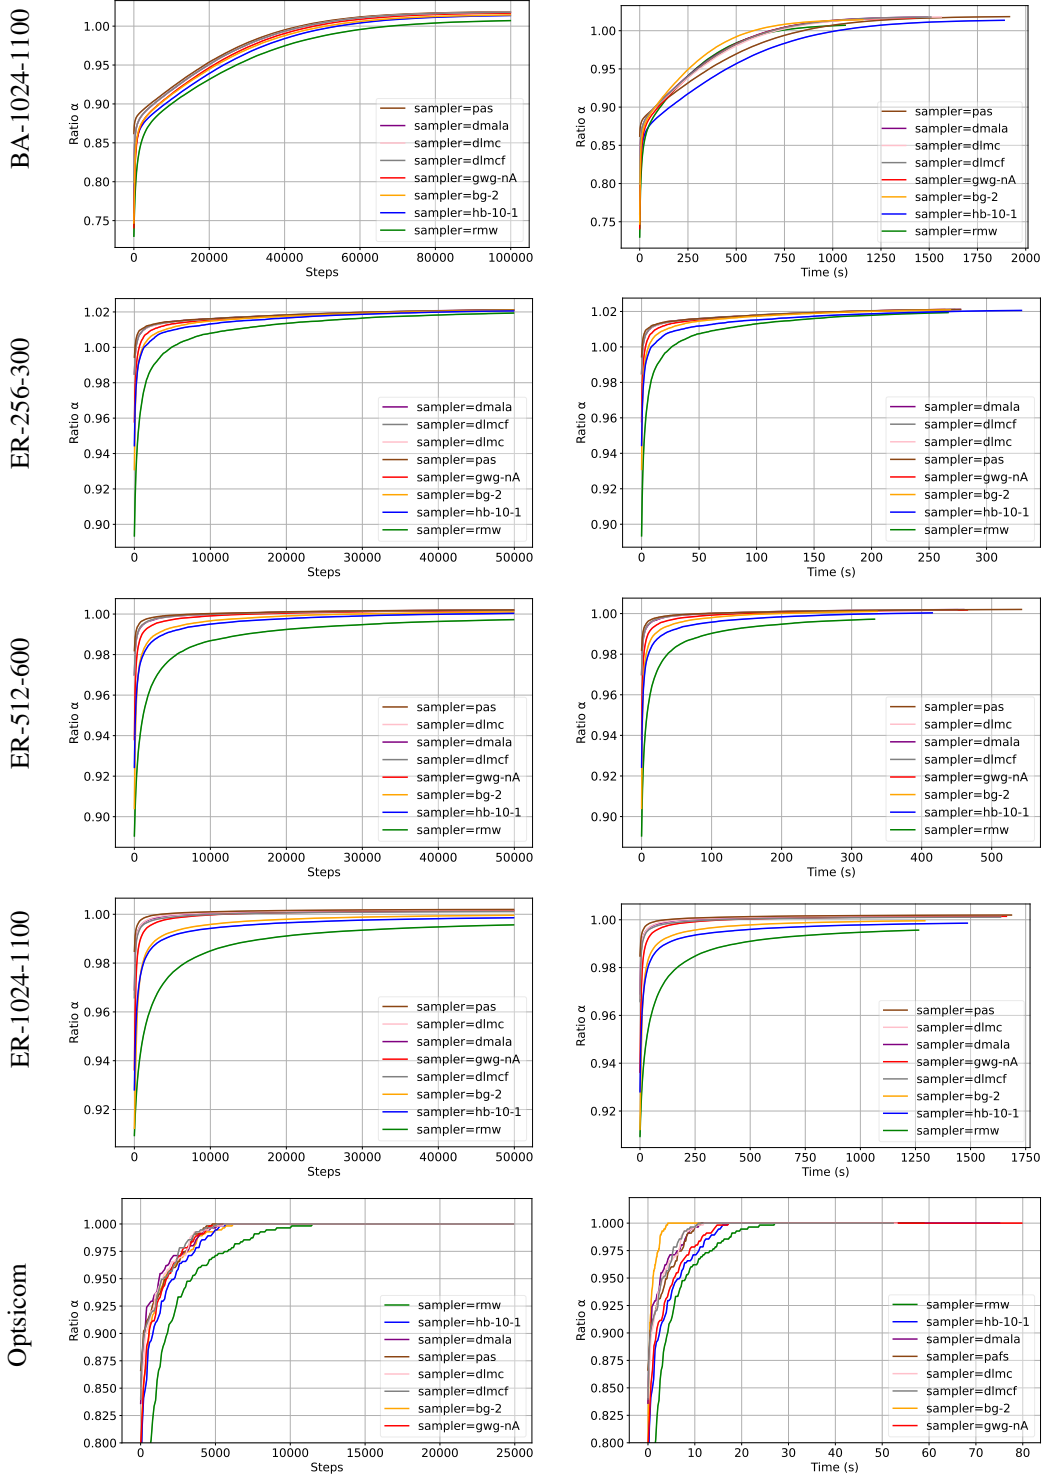 BA-1024-1100
Ratio α
1.00
0.95
0.90
0.85
0.80
0.75
sampler=pas
sampler=dmala
sampler=dlmc
sampler=dlmcf
sampler=gwg-nA
sampler=bg-2
sampler=hb-10-1
sampler=rmw
0 20000 40000 60000 80000 100000
Steps
Ratio α
1.00
0.95
0.90
0.85
0.80
0.75
sampler=pas
sampler=dmala
sampler=dlmc
sampler=dlmcf
sampler=gwg-nA
sampler=bg-2
sampler=hb-10-1
sampler=rmw
0 250 500 750 1000 1250 1500 1750 2000
Time (s)
ER-256-300
Ratio α
1.02
1.00
0.98
0.96
0.94
0.92
0.90
sampler=dmala
sampler=dlmcf
sampler=dlmc
sampler=pas
sampler=gwg-nA
sampler=bg-2
sampler=hb-10-1
sampler=rmw
0 10000 20000 30000 40000 50000
Steps
Ratio α
1.02
1.00
0.98
0.96
0.94
0.92
0.90
sampler=dmala
sampler=dlmcf
sampler=dlmc
sampler=pas
sampler=gwg-nA
sampler=bg-2
sampler=hb-10-1
sampler=rmw
0 50 100 150 200 250 300
Time (s)
ER-512-600
Ratio α
1.00
0.98
0.96
0.94
0.92
0.90
sampler=pas
sampler=dlmc
sampler=dmala
sampler=dlmcf
sampler=gwg-nA
sampler=bg-2
sampler=hb-10-1
sampler=rmw
0 10000 20000 30000 40000 50000
Steps
Ratio α
1.00
0.98
0.96
0.94
0.92
0.90
sampler=pas
sampler=dlmc
sampler=dmala
sampler=dlmcf
sampler=gwg-nA
sampler=bg-2
sampler=hb-10-1
sampler=rmw
0 100 200 300 400 500
Time (s)
ER-1024-1100
Ratio α
1.00
0.98
0.96
0.94
0.92
sampler=pas
sampler=dlmc
sampler=dmala
sampler=gwg-nA
sampler=dlmcf
sampler=bg-2
sampler=hb-10-1
sampler=rmw
0 10000 20000 30000 40000 50000
Steps
Ratio α
1.00
0.98
0.96
0.94
0.92
sampler=pas
sampler=dlmc
sampler=dmala
sampler=gwg-nA
sampler=dlmcf
sampler=bg-2
sampler=hb-10-1
sampler=rmw
0 250 500 750 1000 1250 1500 1750
Time (s)
Optsicom
Ratio α
1.000
0.975
0.950
0.925
0.900
0.875
0.850
0.825
0.800
sampler=rmw
sampler=hb-10-1
sampler=dmala
sampler=pas
sampler=dlmc
sampler=dlmcf
sampler=bg-2
sampler=gwg-nA
0 5000 10000 15000 20000 25000
Steps
Ratio α
1.000
0.975
0.950
0.925
0.900
0.875
0.850
0.825
0.800
sampler=rmw
sampler=hb-10-1
sampler=dmala
sampler=pafs
sampler=dlmc
sampler=dlmcf
sampler=bg-2
sampler=gwg-nA
0 10 20 30 40 50 60 70 80
Time (s)